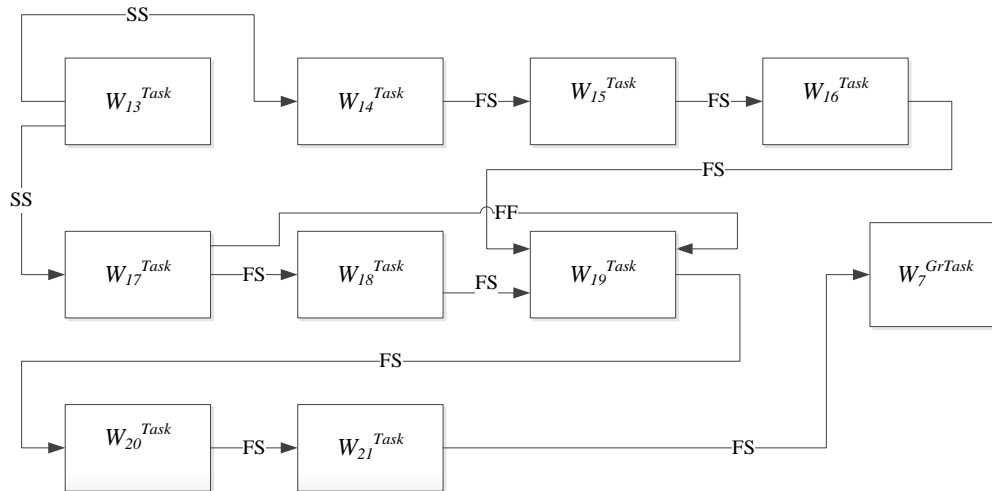 SS
W13^Task
W14^Task
FS
W15^Task
FS
W16^Task
FS
SS
FF
W17^Task
FS
W18^Task
FS
W19^Task
W7^GrTask
FS
W20^Task
FS
W21^Task
FS